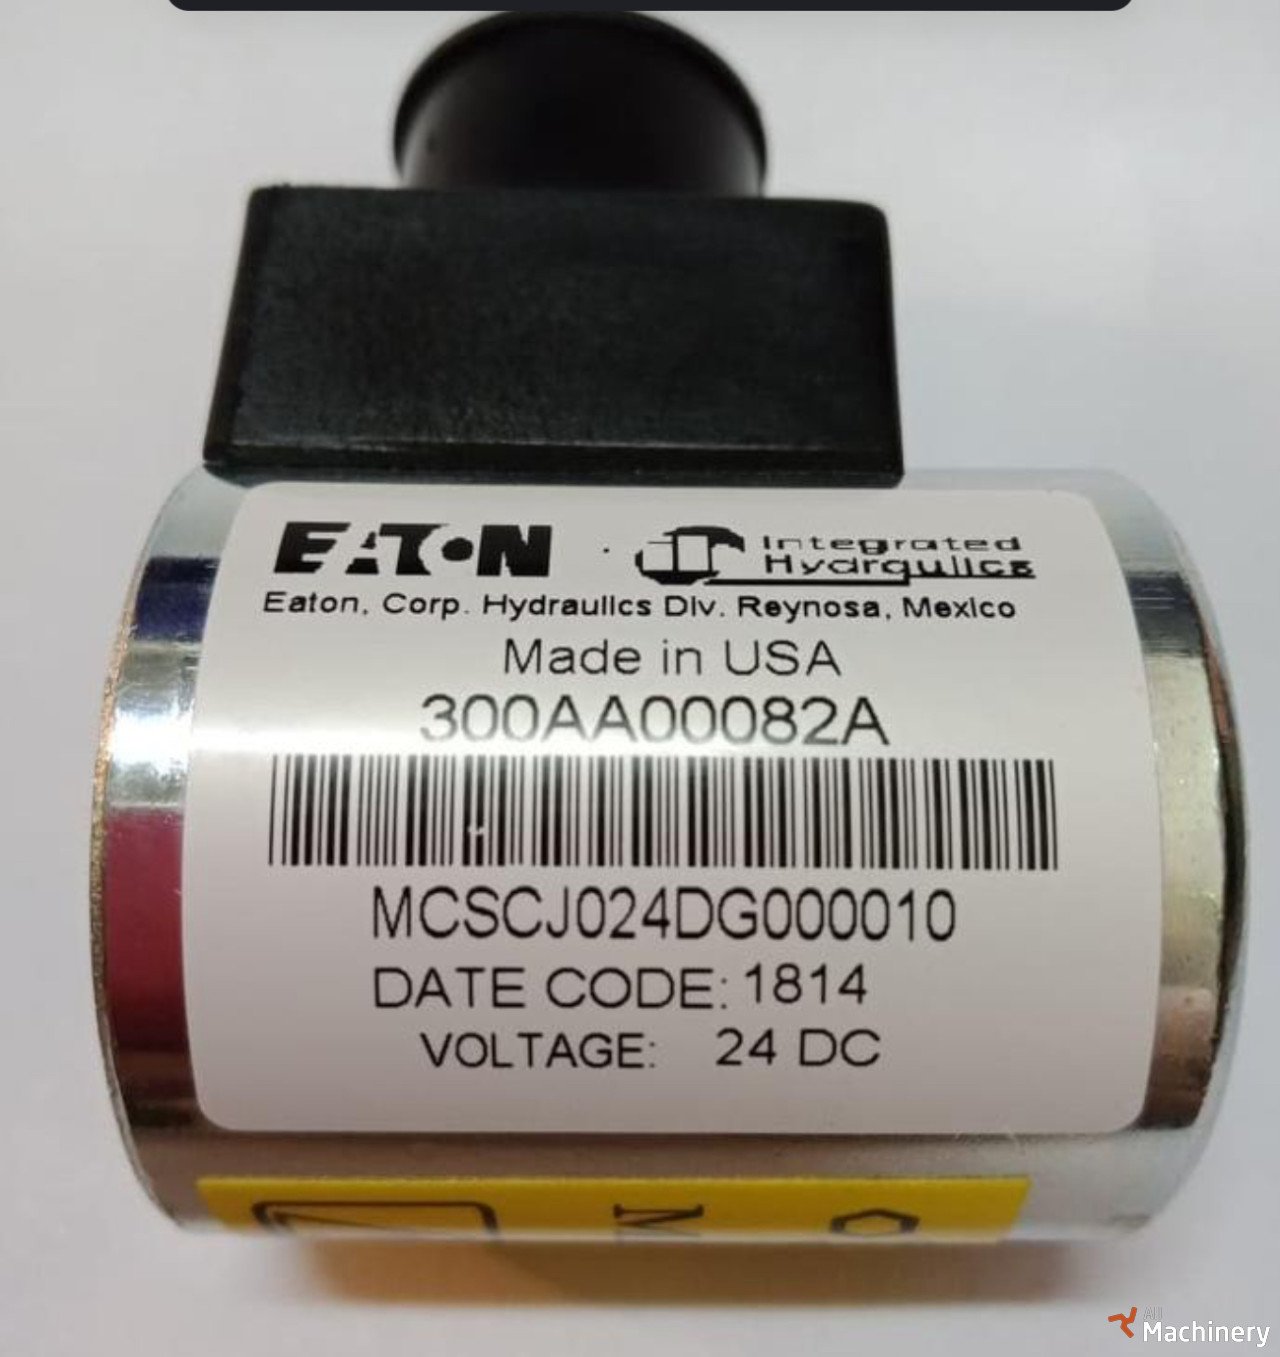 EATON Integrated Hydraulics
Eaton, Corp. Hydraulics Div. Reynosa, Mexico
Made in USA
300AA00082A
MCSCJ024DG000010
DATE CODE: 1814
VOLTAGE: 24 DC
Machinery